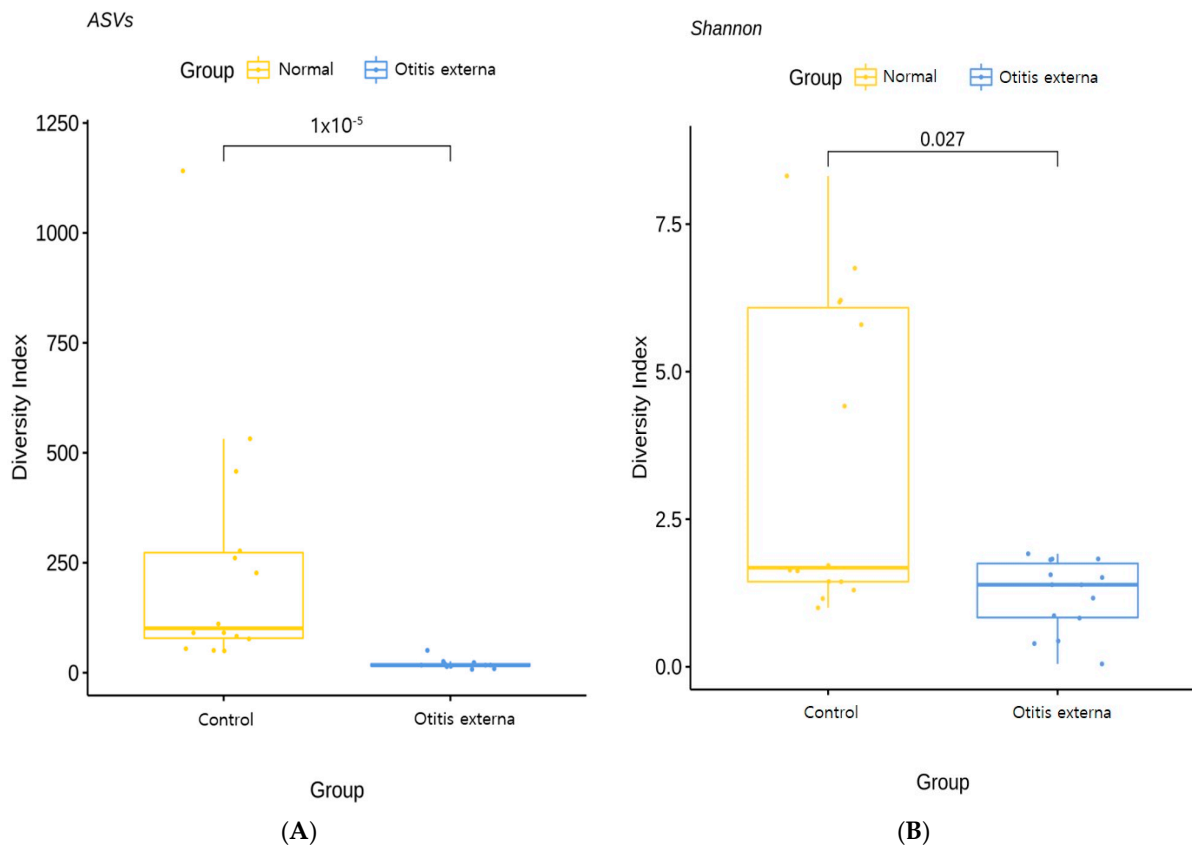 ASVs
Group Normal Otitis externa
1x10⁻⁵
1250
1000
750
500
250
0
Diversity Index
Control Otitis externa
Group
(A)
Shannon
Group Normal Otitis externa
0.027
7.5
5.0
2.5
0.0
Diversity Index
Control Otitis externa
Group
(B)